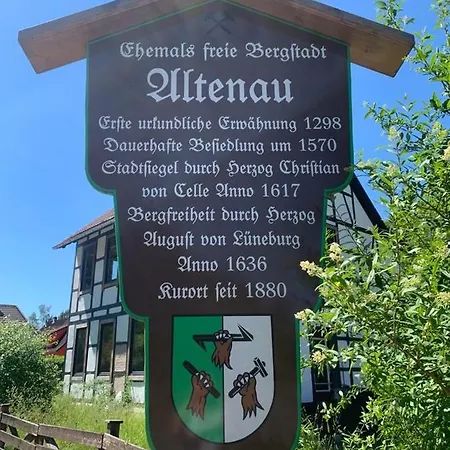 Ehemals freie Bergſtadt
Altenau
Erſte urkundliche Erwähnung 1298
Dauerhafte Beſiedlung um 1570
Stadtſiegel durch Herzog Chriſtian
von Celle Anno 1617
Bergfreiheit durch Herzog
Auguſt von Lüneburg
Anno 1636
Kurort ſeit 1880